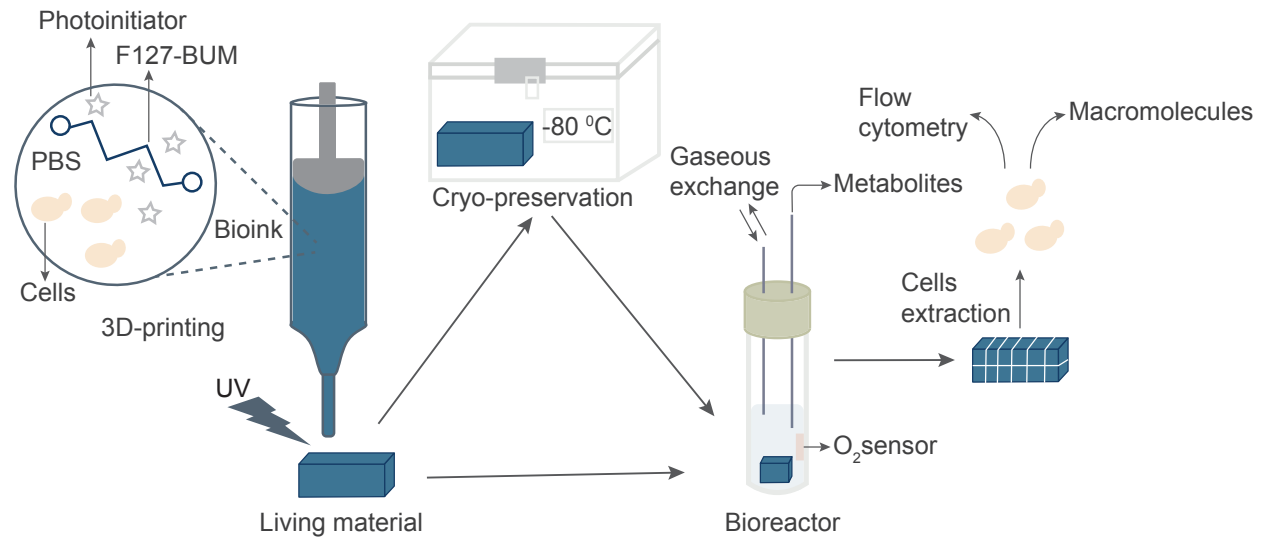 Photoinitiator
F127-BUM
PBS
Cells
Bioink
3D-printing
UV
Living material
-80 ⁰C
Cryo-preservation
Gaseous
exchange
Metabolites
O₂sensor
Bioreactor
Flow
cytometry
Macromolecules
Cells
extraction